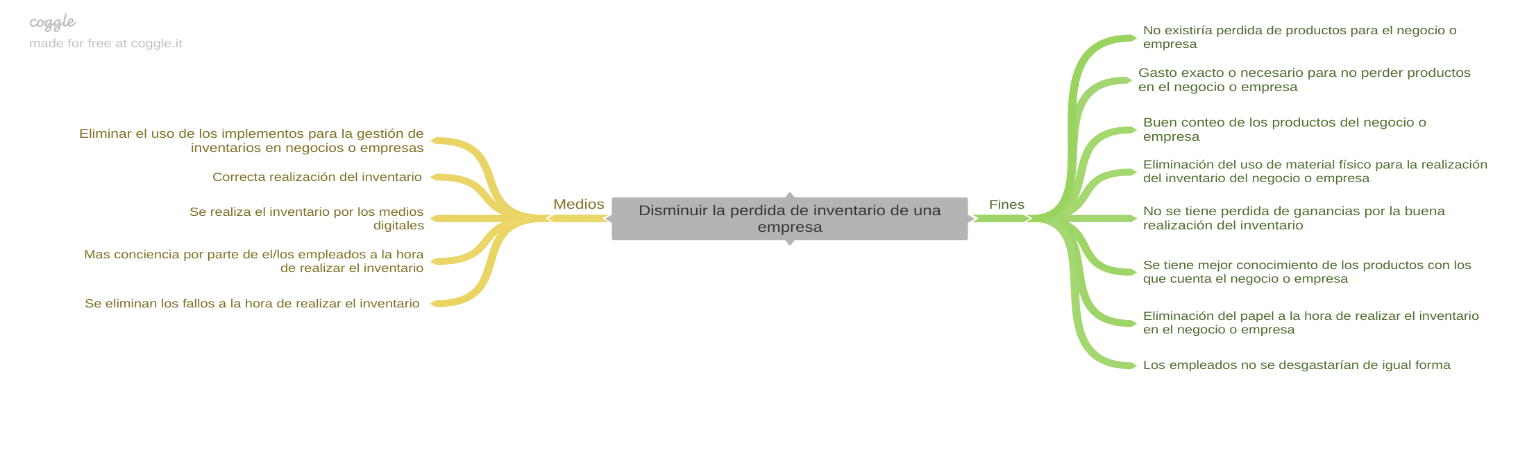 coggle
made for free at coggle.it
Eliminar el uso de los implementos para la gestión de
inventarios en negocios o empresas
Correcta realización del inventario
Se realiza el inventario por los medios
digitales
Mas conciencia por parte de el/los empleados a la hora
de realizar el inventario
Se eliminan los fallos a la hora de realizar el inventario
Medios
Disminuir la perdida de inventario de una
empresa
Fines
No existiría perdida de productos para el negocio o
empresa
Gasto exacto o necesario para no perder productos
en el negocio o empresa
Buen conteo de los productos del negocio o
empresa
Eliminación del uso de material físico para la realización
del inventario del negocio o empresa
No se tiene perdida de ganancias por la buena
realización del inventario
Se tiene mejor conocimiento de los productos con los
que cuenta el negocio o empresa
Eliminación del papel a la hora de realizar el inventario
en el negocio o empresa
Los empleados no se desgastarían de igual forma